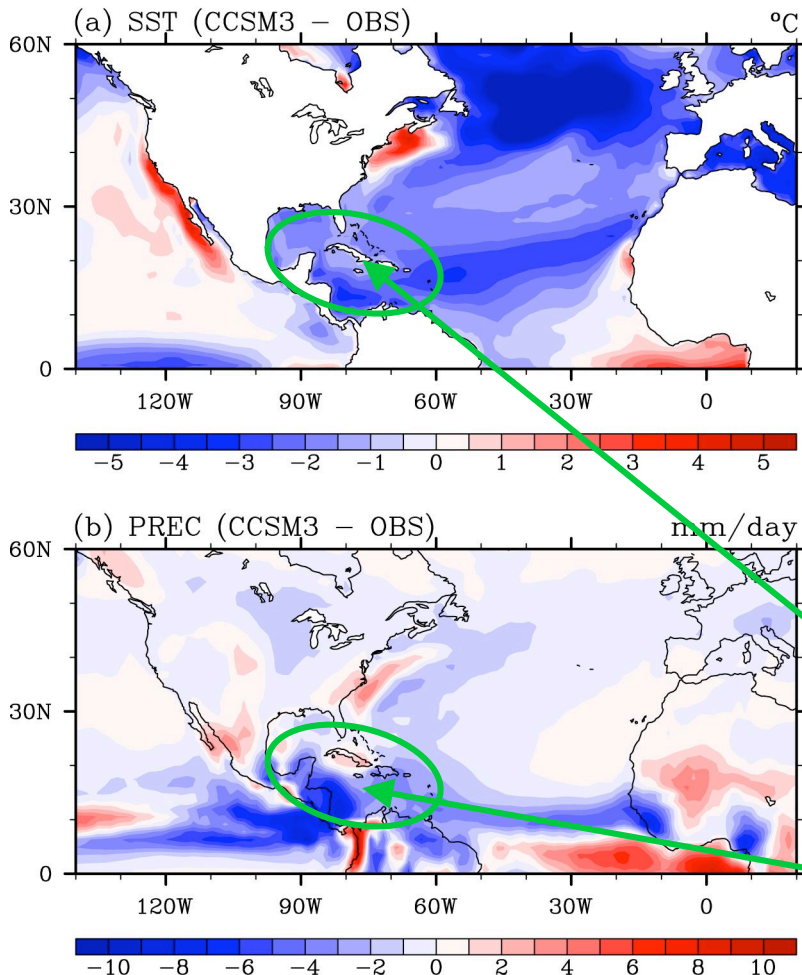 (a) SST (CCSM3 − OBS) °C
60N
30N
0
120W 90W 60W 30W 0
−5 −4 −3 −2 −1 0 1 2 3 4 5
(b) PREC (CCSM3 − OBS) mm/day
60N
30N
0
120W 90W 60W 30W 0
−10 −8 −6 −4 −2 0 2 4 6 8 10